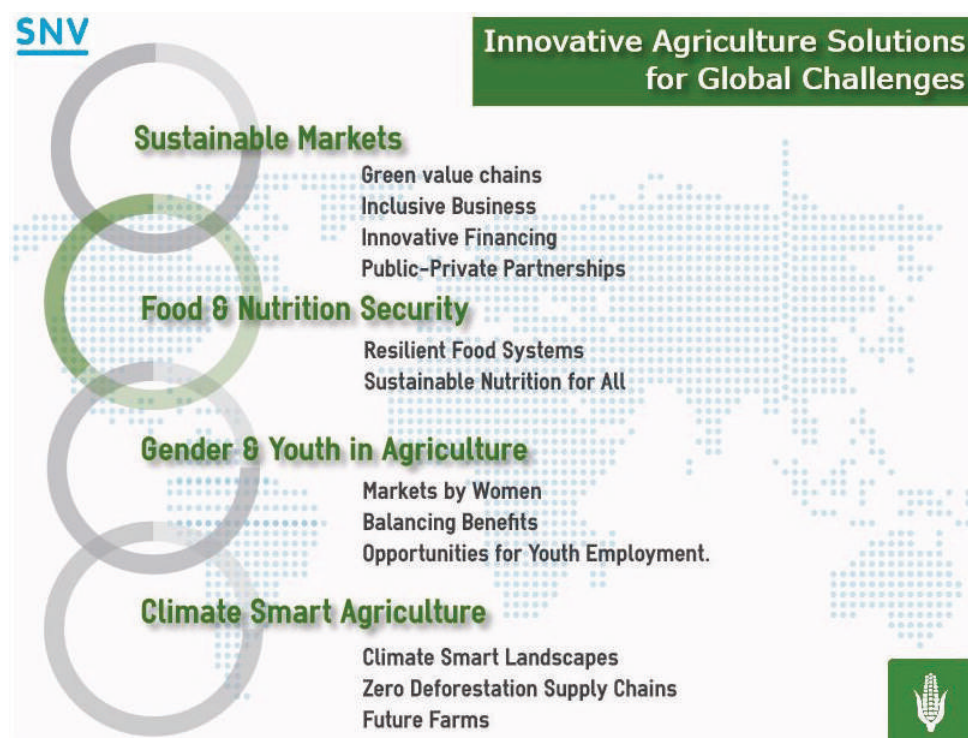 SNV
Innovative Agriculture Solutions
for Global Challenges
Sustainable Markets
Green value chains
Inclusive Business
Innovative Financing
Public-Private Partnerships
Food & Nutrition Security
Resilient Food Systems
Sustainable Nutrition for All
Gender & Youth in Agriculture
Markets by Women
Balancing Benefits
Opportunities for Youth Employment.
Climate Smart Agriculture
Climate Smart Landscapes
Zero Deforestation Supply Chains
Future Farms